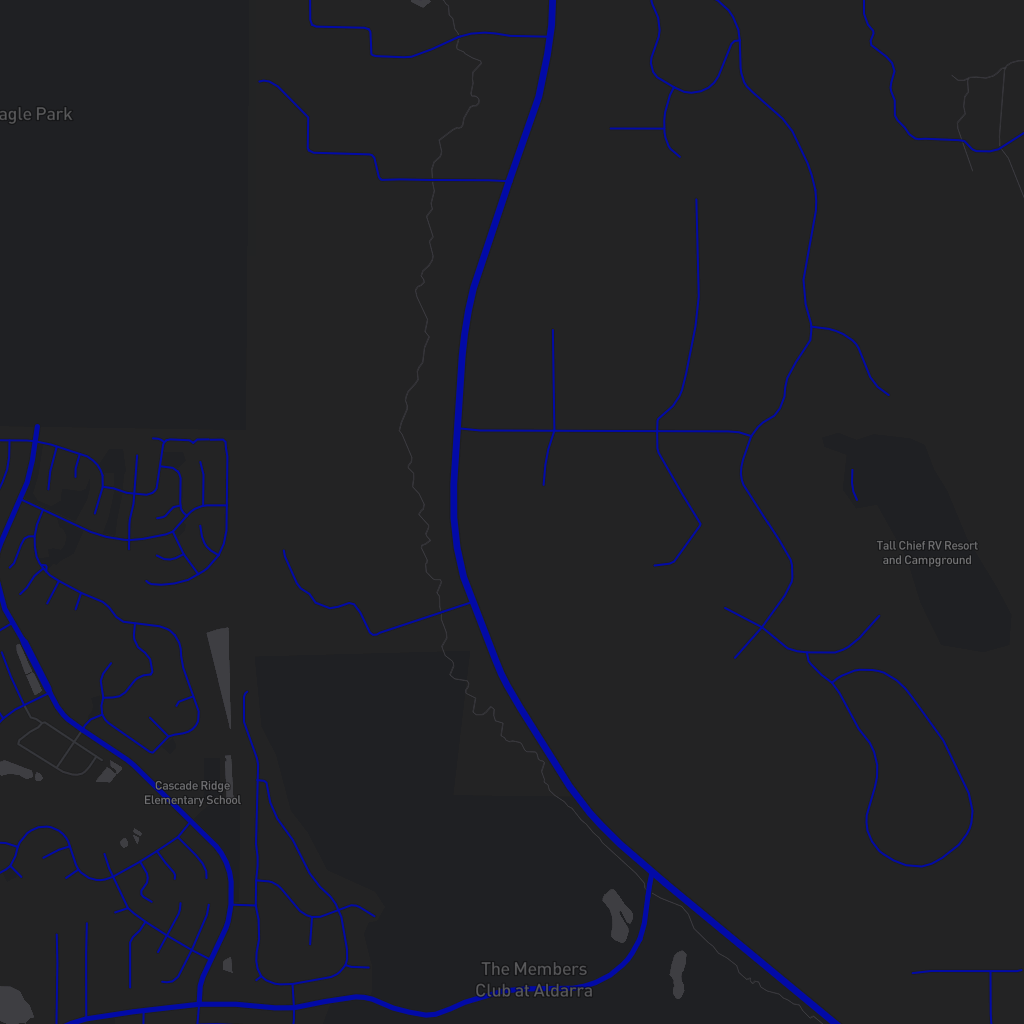 agle Park
Tall Chief RV Resort
and Campground
Cascade Ridge
Elementary School
The Members
Club at Aldarra